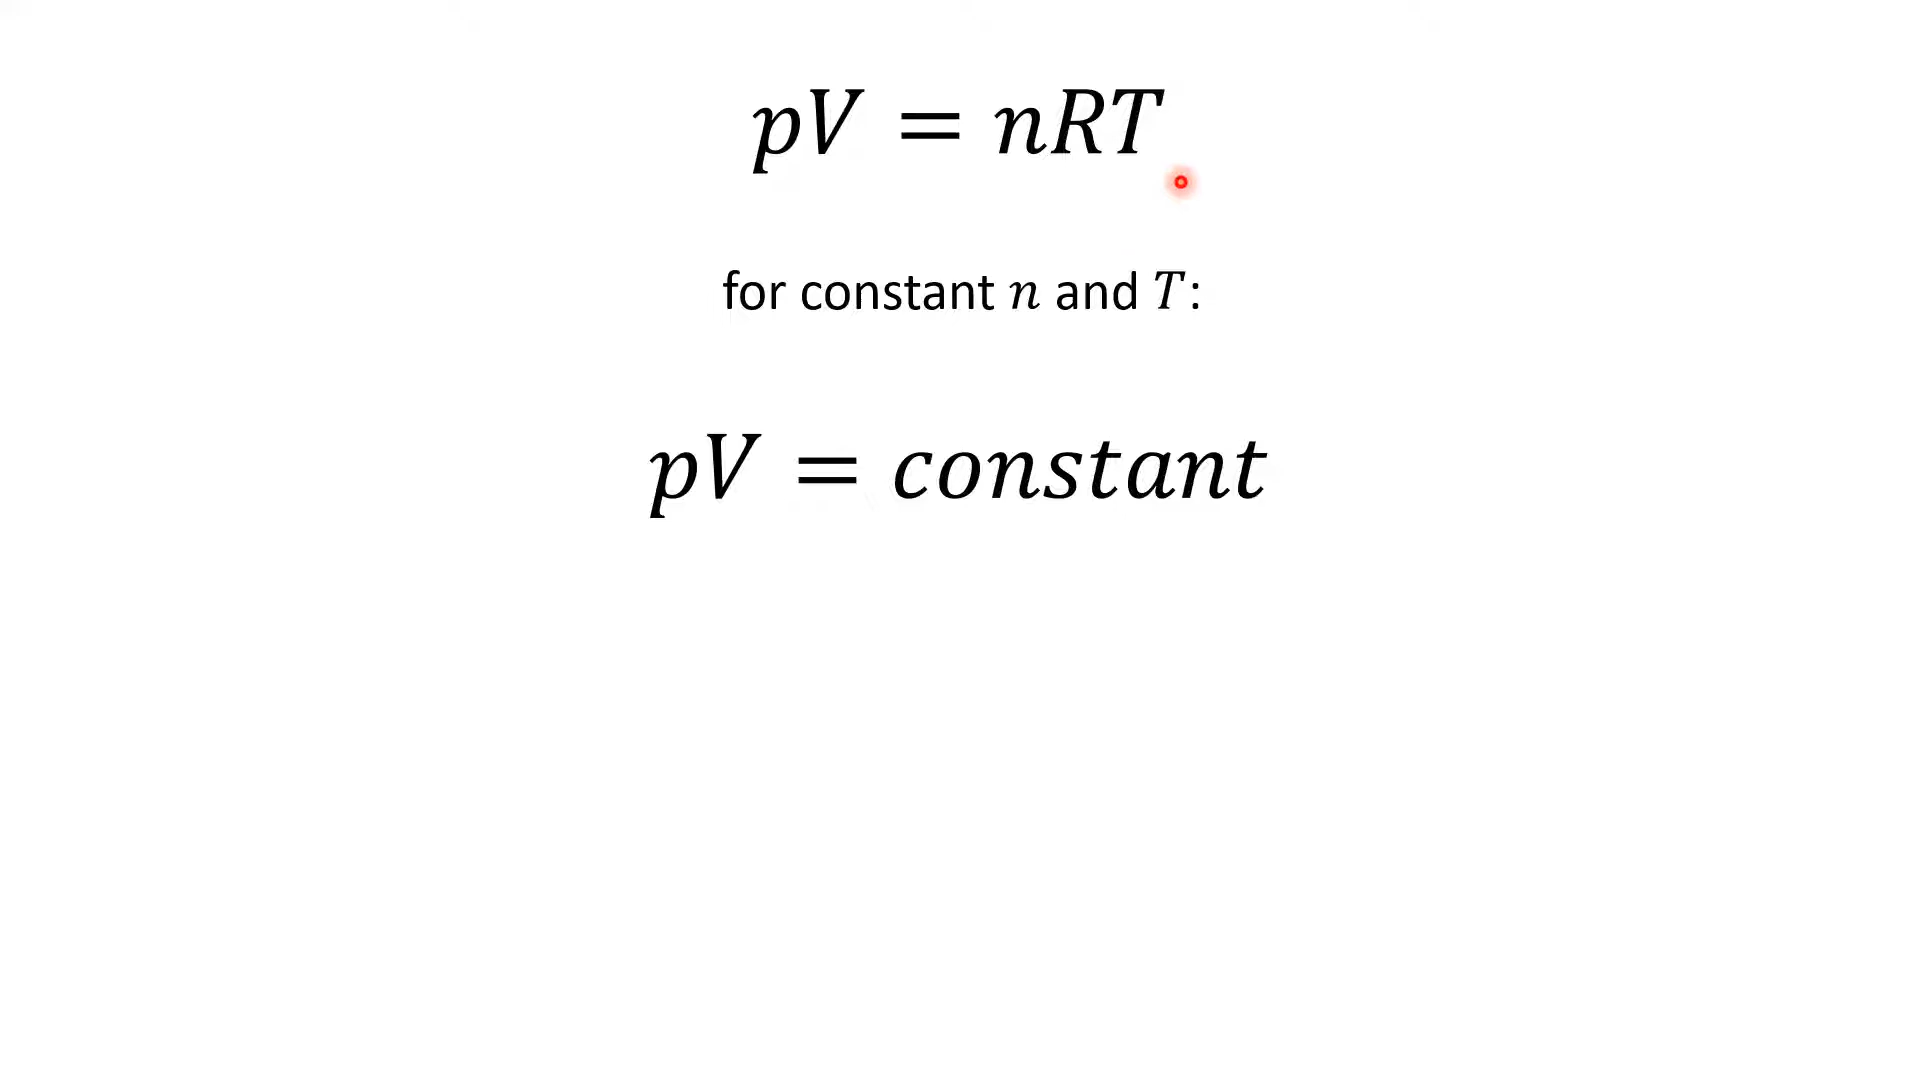 pV = nRT
for constant n and T:
pV = constant